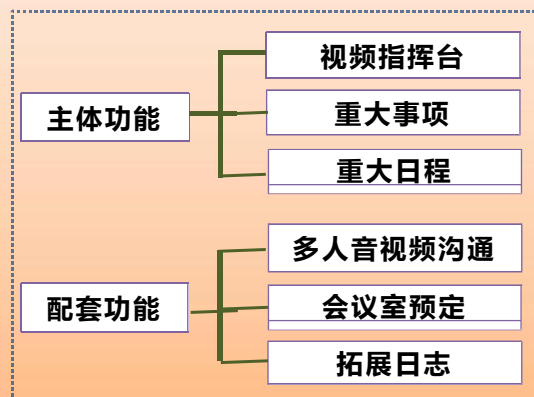 视频指挥台
主体功能
重大事项
重大日程
多人音视频沟通
配套功能
会议室预定
拓展日志